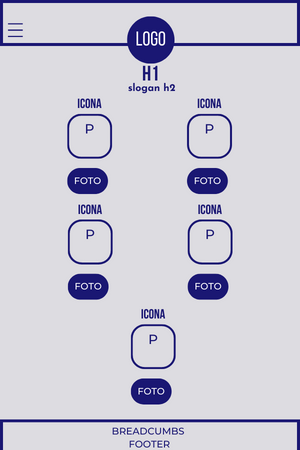 LOGO
H1
slogan h2
ICONA ICONA
P P
FOTO FOTO
ICONA ICONA
P P
FOTO FOTO
ICONA
P
FOTO
BREADCUMBS
FOOTER